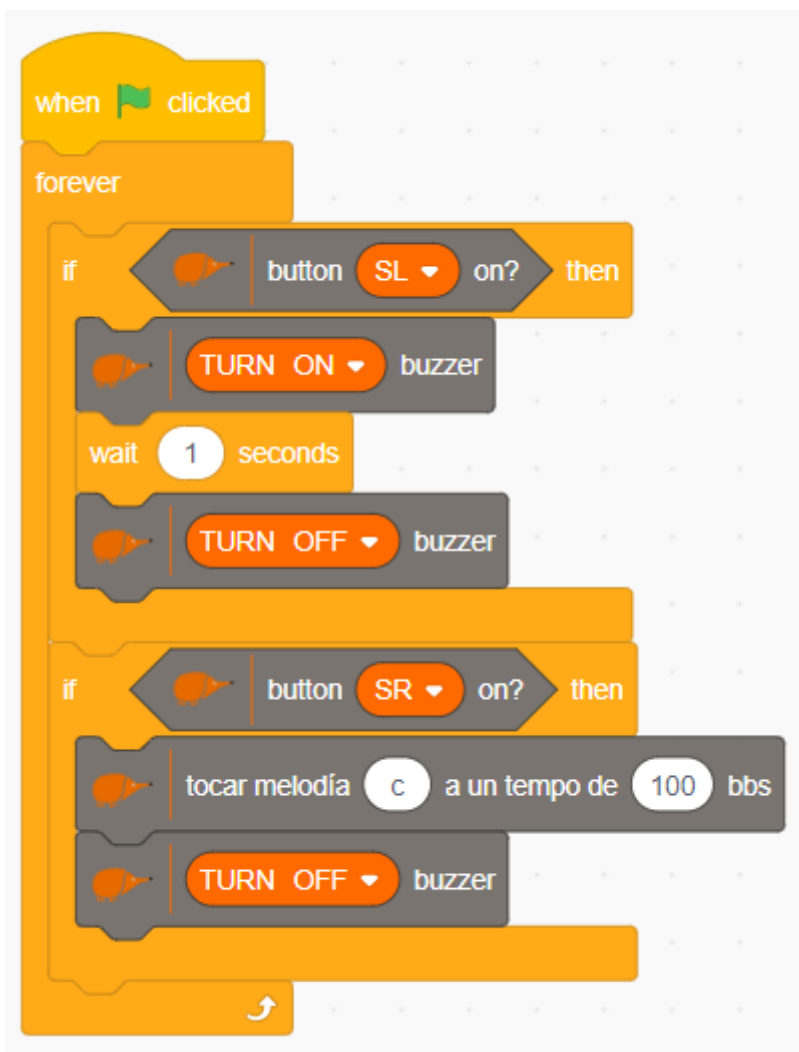 when clicked
forever
if button SL on? then
TURN ON buzzer
wait 1 seconds
TURN OFF buzzer
if button SR on? then
tocar melodía c a un tempo de 100 bbs
TURN OFF buzzer